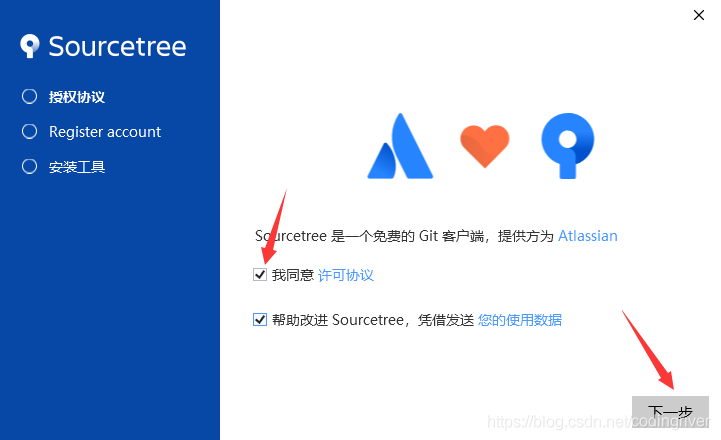 Sourcetree
授权协议
Register account
安装工具
Sourcetree 是一个免费的 Git 客户端，提供方为 Atlassian
我同意 许可协议
帮助改进 Sourcetree，凭借发送 您的使用数据
下一步
https://blog.csdn.net/codingriver